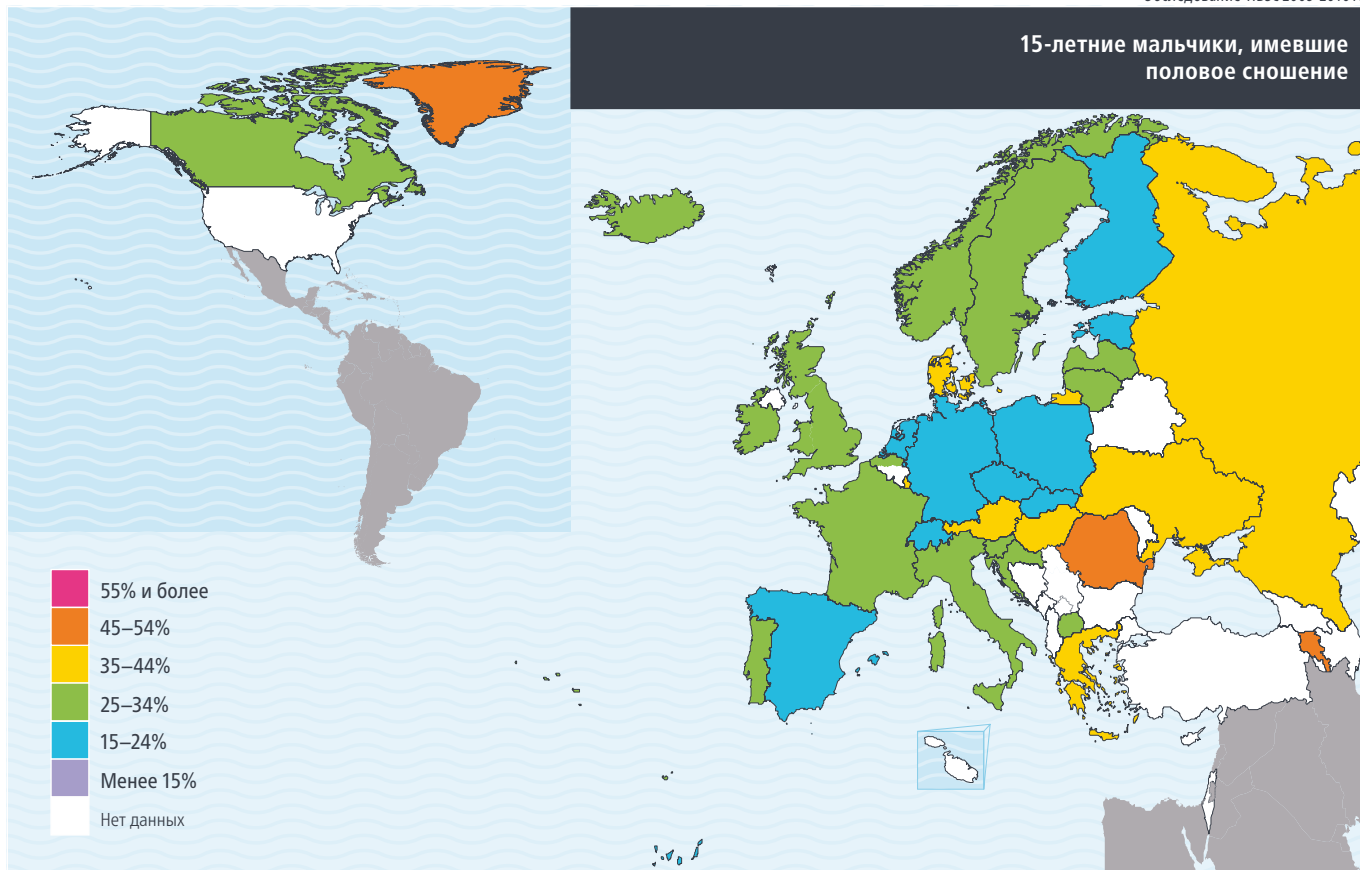 15-летние мальчики, имевшие
половое сношение
55% и более
45–54%
35–44%
25–34%
15–24%
Менее 15%
Нет данных